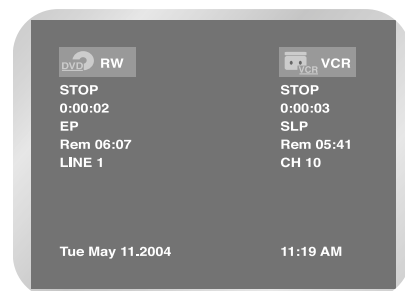 DVD RW
STOP
0:00:02
EP
Rem 06:07
LINE 1
VCR VCR
STOP
0:00:03
SLP
Rem 05:41
CH 10
Tue May 11.2004
11:19 AM